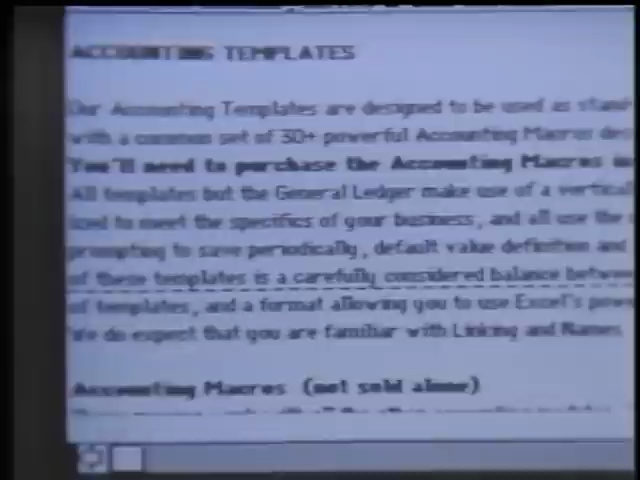 ACCOUNTING TEMPLATES
Our Accounting Templates are designed to be used as
with a common set of 30+ powerful Accounting Macros
You'll need to purchase the Accounting Macros
All templates but the General Ledger make use of a vertical
to meet the specifics of your business, and all use the
prompting to save periodically, default value definition and
of these templates is a carefully considered balance
of templates, and a format allowing you to use Excel's
We do expect that you are familiar with Linking and Names
Accounting Macros (not sold alone)